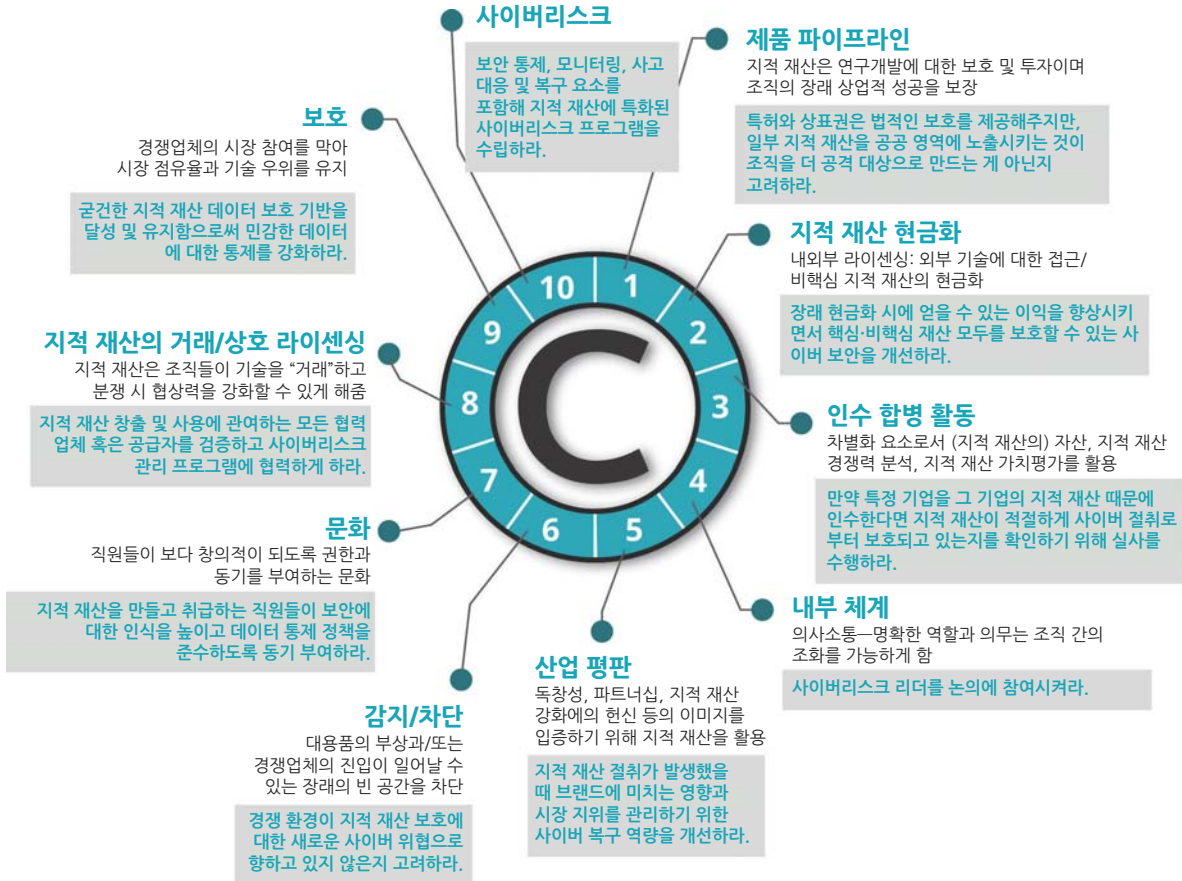 사이버리스크
보안 통제, 모니터링, 사고
대응 및 복구 요소를
포함해 지적 재산에 특화된
사이버리스크 프로그램을
수립하라.
제품 파이프라인
지적 재산은 연구개발에 대한 보호 및 투자이며
조직의 장래 상업적 성공을 보장
특허와 상표권은 법적인 보호를 제공해주지만,
일부 지적 재산을 공공 영역에 노출시키는 것이
조직을 더 공격 대상으로 만드는 게 아닌지
고려하라.
보호
경쟁업체의 시장 참여를 막아
시장 점유율과 기술 우위를 유지
굳건한 지적 재산 데이터 보호 기반을
달성 및 유지함으로써 민감한 데이터
에 대한 통제를 강화하라.
지적 재산 현금화
내외부 라이센싱: 외부 기술에 대한 접근/
비핵심 지적 재산의 현금화
장래 현금화 시에 얻을 수 있는 이익을 향상시키
면서 핵심·비핵심 재산 모두를 보호할 수 있는 사
이버 보안을 개선하라.
지적 재산의 거래/상호 라이센싱
지적 재산은 조직들이 기술을 “거래”하고
분쟁 시 협상력을 강화할 수 있게 해줌
지적 재산 창출 및 사용에 관여하는 모든 협력
업체 혹은 공급자를 검증하고 사이버리스크
관리 프로그램에 협력하게 하라.
인수 합병 활동
차별화 요소로서 (지적 재산의) 자산, 지적 재산
경쟁력 분석, 지적 재산 가치평가를 활용
만약 특정 기업을 그 기업의 지적 재산 때문에
인수한다면 지적 재산이 적절하게 사이버 절취로
부터 보호되고 있는지를 확인하기 위해 실사를
수행하라.
문화
직원들이 보다 창의적이 되도록 권한과
동기를 부여하는 문화
지적 재산을 만들고 취급하는 직원들이 보안에
대한 인식을 높이고 데이터 통제 정책을
준수하도록 동기 부여하라.
내부 체계
의사소통—명확한 역할과 의무는 조직 간의
조화를 가능하게 함
사이버리스크 리더를 논의에 참여시켜라.
산업 평판
독창성, 파트너십, 지적 재산
강화에의 헌신 등의 이미지를
입증하기 위해 지적 재산을 활용
지적 재산 절취가 발생했을
때 브랜드에 미치는 영향과
시장 지위를 관리하기 위한
사이버 복구 역량을 개선하라.
감지/차단
대용품의 부상과/또는
경쟁업체의 진입이 일어날 수
있는 장래의 빈 공간을 차단
경쟁 환경이 지적 재산 보호에
대한 새로운 사이버 위협으로
향하고 있지 않은지 고려하라.
1
2
3
4
5
6
7
8
9
10
C